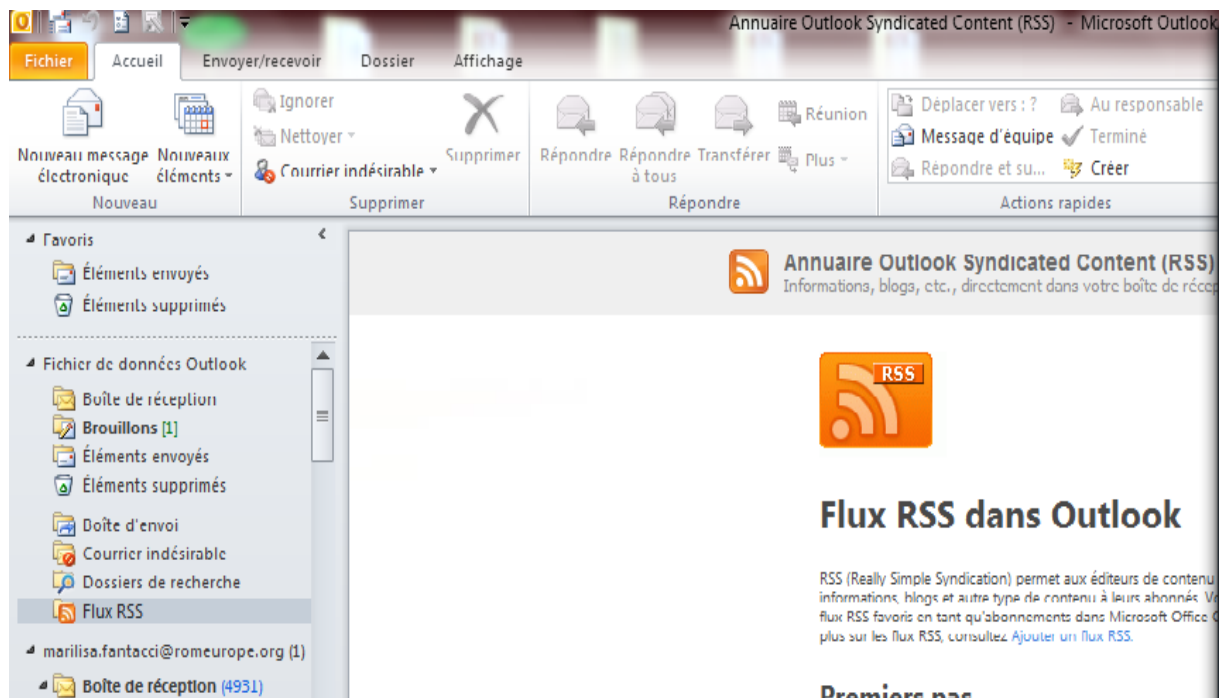 Annuaire Outlook Syndicated Content (RSS) - Microsoft Outlook
Fichier Accueil Envoyer/recevoir Dossier Affichage
Nouveau message électronique
Nouveaux éléments
Nouveau
Ignorer
Nettoyer
Courrier indésirable
Supprimer
Supprimer
Répondre
Répondre à tous
Transférer
Réunion
Plus
Répondre
Déplacer vers : ?
Message d'équipe
Répondre et su...
Au responsable
Terminé
Créer
Actions rapides
Favoris
Éléments envoyés
Éléments supprimés
Fichier de données Outlook
Boîte de réception
Brouillons [1]
Éléments envoyés
Éléments supprimés
Boîte d'envoi
Courrier indésirable
Dossiers de recherche
Flux RSS
marilisa.fantacci@romeurope.org (1)
Boîte de réception (4931)
Annuaire Outlook Syndicated Content (RSS)
Informations, blogs, etc., directement dans votre boîte de récep
RSS
Flux RSS dans Outlook
RSS (Really Simple Syndication) permet aux éditeurs de contenu
informations, blogs et autre type de contenu à leurs abonnés.
flux RSS favoris en tant qu'abonnements dans Microsoft Office
plus sur les flux RSS, consultez Ajouter un flux RSS.
Premiers pas